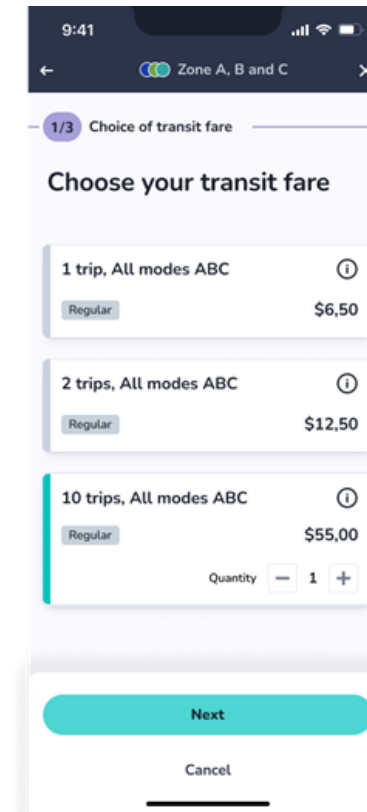 9:41
Zone A, B and C
1/3 Choice of transit fare
Choose your transit fare
1 trip, All modes ABC
Regular $6,50
2 trips, All modes ABC
Regular $12,50
10 trips, All modes ABC
Regular $55,00
Quantity − 1 +
Next
Cancel